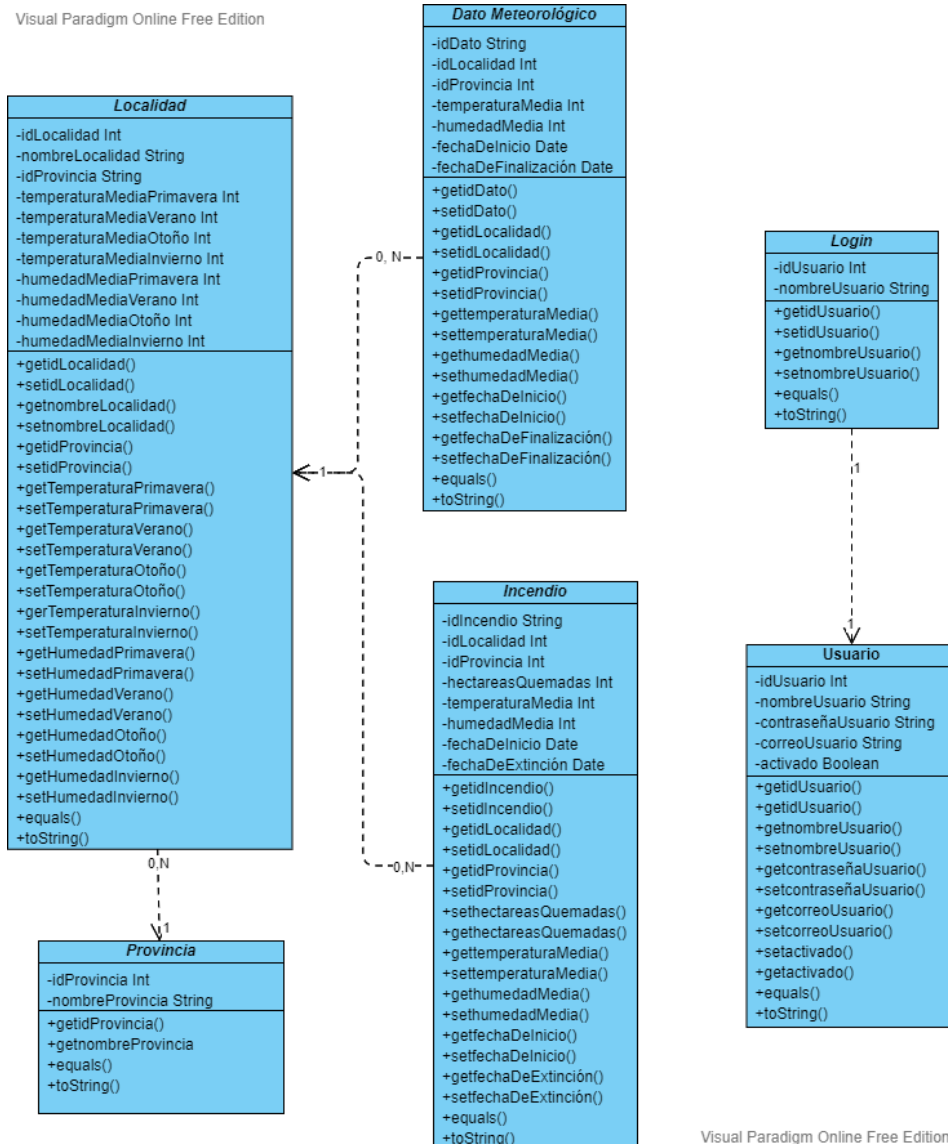 Visual Paradigm Online Free Edition
Localidad
-idLocalidad Int
-nombreLocalidad String
-idProvincia String
-temperaturaMediaPrimavera Int
-temperaturaMediaVerano Int
-temperaturaMediaOtoño Int
-temperaturaMediaInvierno Int
-humedadMediaPrimavera Int
-humedadMediaVerano Int
-humedadMediaOtoño Int
-humedadMediaInvierno Int
+getidLocalidad()
+setidLocalidad()
+getnombreLocalidad()
+setnombreLocalidad()
+getidProvincia()
+setidProvincia()
+getTemperaturaPrimavera()
+setTemperaturaPrimavera()
+getTemperaturaVerano()
+setTemperaturaVerano()
+getTemperaturaOtoño()
+setTemperaturaOtoño()
+gerTemperaturaInvierno()
+setTemperaturaInvierno()
+getHumedadPrimavera()
+setHumedadPrimavera()
+getHumedadVerano()
+setHumedadVerano()
+getHumedadOtoño()
+setHumedadOtoño()
+getHumedadInvierno()
+setHumedadInvierno()
+equals()
+toString()
0,N
1
Provincia
-idProvincia Int
-nombreProvincia String
+getidProvincia()
+getnombreProvincia
+equals()
+toString()
Dato Meteorológico
-idDato String
-idLocalidad Int
-idProvincia Int
-temperaturaMedia Int
-humedadMedia Int
-fechaDeInicio Date
-fechaDeFinalización Date
+getidDato()
+setidDato()
+getidLocalidad()
+setidLocalidad()
+getidProvincia()
+setidProvincia()
+gettemperaturaMedia()
+settemperaturaMedia()
+gethumedadMedia()
+sethumedadMedia()
+getfechaDeInicio()
+setfechaDeInicio()
+getfechaDeFinalización()
+setfechaDeFinalización()
+equals()
+toString()
0, N
1
0,N
Incendio
-idIncendio String
-idLocalidad Int
-idProvincia Int
-hectareasQuemadas Int
-temperaturaMedia Int
-humedadMedia Int
-fechaDeInicio Date
-fechaDeExtinción Date
+getidIncendio()
+setidIncendio()
+getidLocalidad()
+setidLocalidad()
+getidProvincia()
+setidProvincia()
+sethectareasQuemadas()
+gethectareasQuemadas()
+gettemperaturaMedia()
+settemperaturaMedia()
+gethumedadMedia()
+sethumedadMedia()
+getfechaDeInicio()
+setfechaDeInicio()
+getfechaDeExtinción()
+setfechaDeExtinción()
+equals()
+toString()
Login
-idUsuario Int
-nombreUsuario String
+getidUsuario()
+setidUsuario()
+getnombreUsuario()
+setnombreUsuario()
+equals()
+toString()
1
1
Usuario
-idUsuario Int
-nombreUsuario String
-contraseñaUsuario String
-correoUsuario String
-activado Boolean
+getidUsuario()
+getidUsuario()
+getnombreUsuario()
+setnombreUsuario()
+getcontraseñaUsuario()
+setcontraseñaUsuario()
+getcorreoUsuario()
+setcorreoUsuario()
+setactivado()
+getactivado()
+equals()
+toString()
Visual Paradigm Online Free Edition